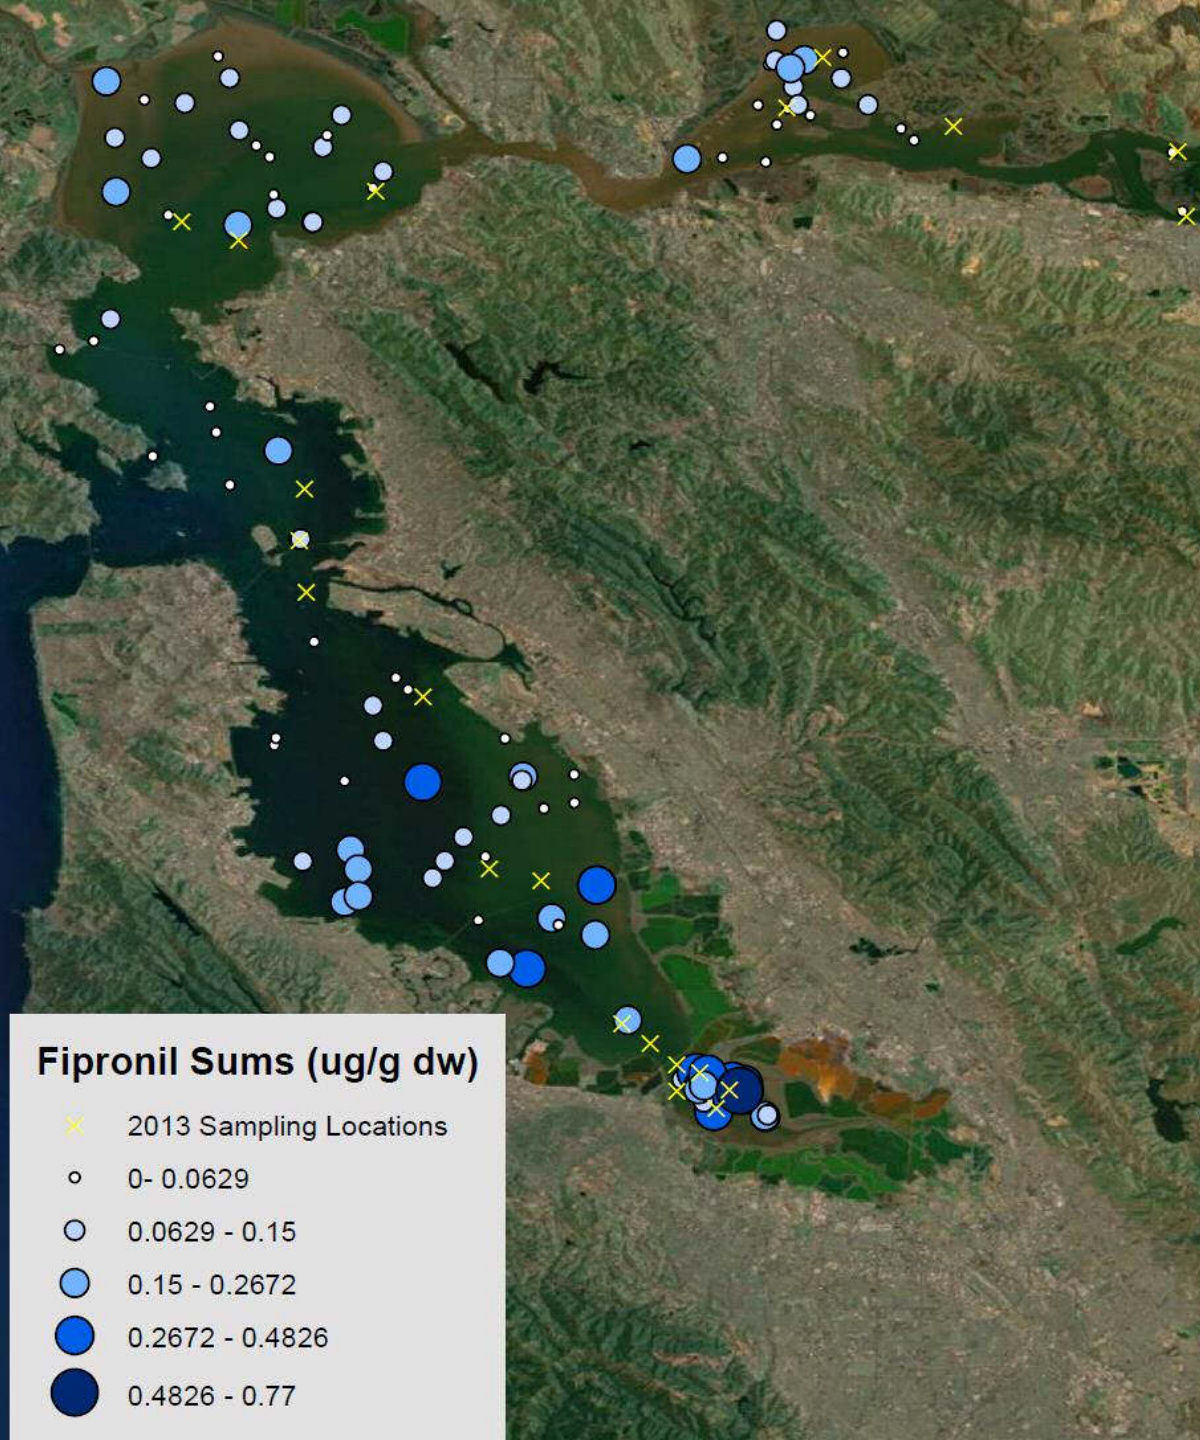 Fipronil Sums (ug/g dw)
2013 Sampling Locations
0- 0.0629
0.0629 - 0.15
0.15 - 0.2672
0.2672 - 0.4826
0.4826 - 0.77